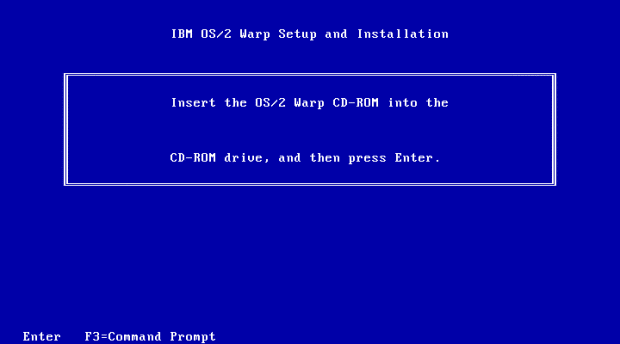 IBM OS/2 Warp Setup and Installation
Insert the OS/2 Warp CD-ROM into the
CD-ROM drive, and then press Enter.
Enter F3=Command Prompt